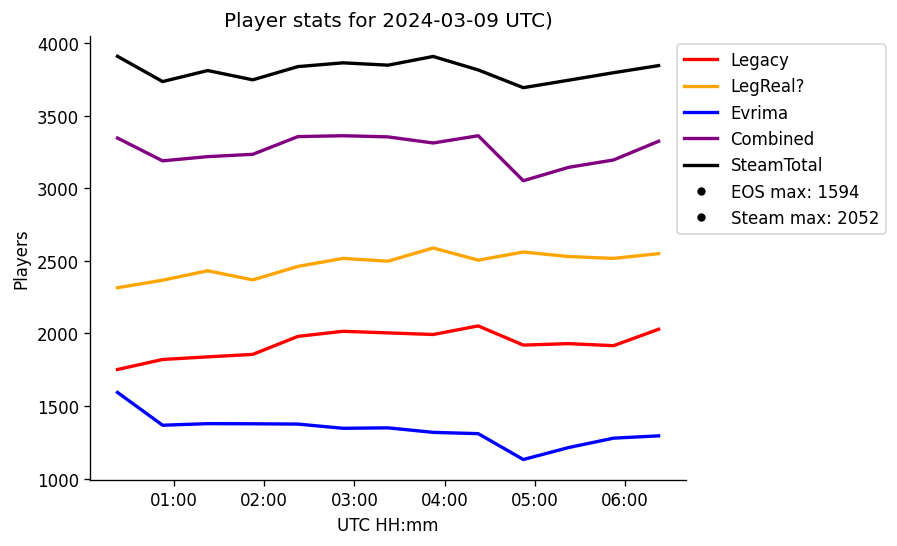 Player stats for 2024-03-09 UTC)
4000
3500
3000
2500
2000
1500
1000
Players
01:00 02:00 03:00 04:00 05:00 06:00
UTC HH:mm
Legacy
LegReal?
Evrima
Combined
SteamTotal
EOS max: 1594
Steam max: 2052